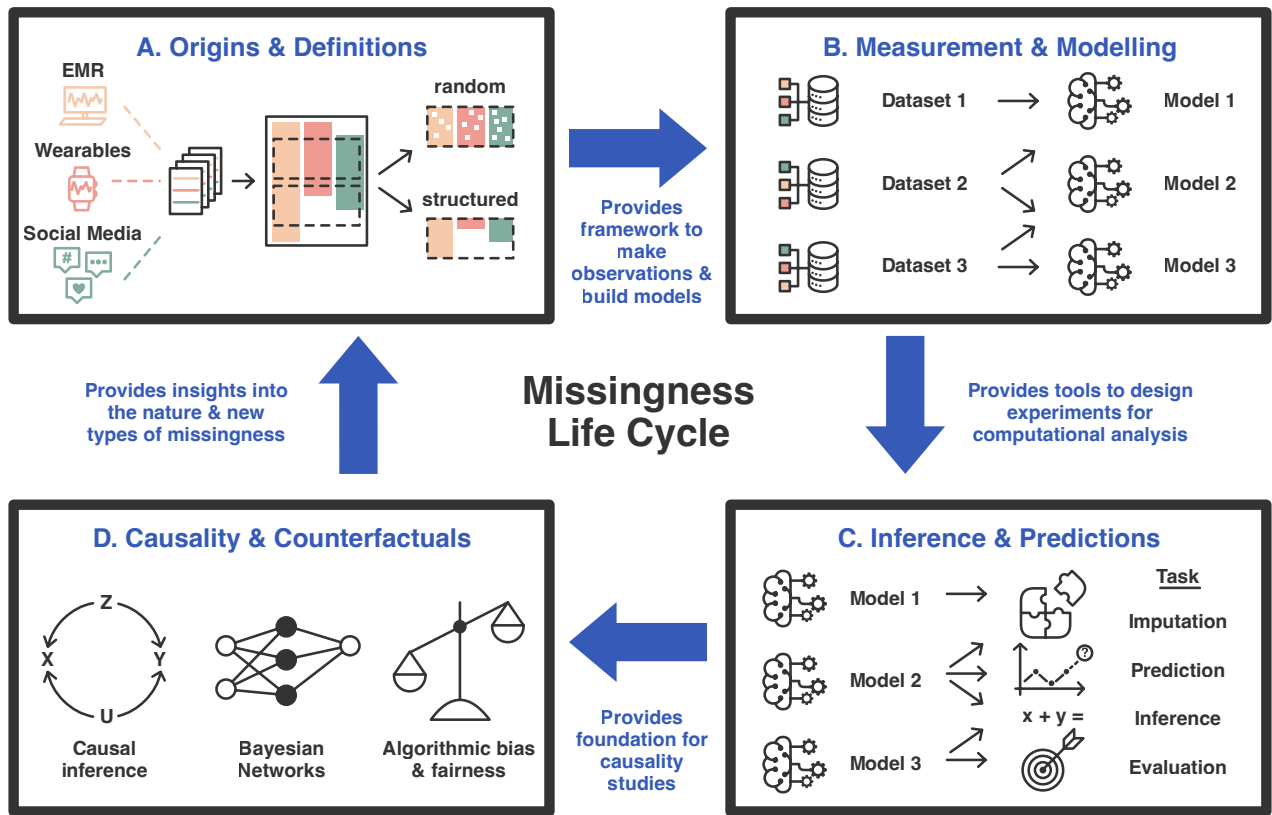 A. Origins & Definitions
EMR
Wearables
Social Media
#
random
structured
Provides
framework to
make
observations &
build models
B. Measurement & Modelling
Dataset 1
Model 1
Dataset 2
Model 2
Dataset 3
Model 3
Provides insights into
the nature & new
types of missingness
Missingness
Life Cycle
Provides tools to design
experiments for
computational analysis
D. Causality & Counterfactuals
Z
X
Y
U
Causal
inference
Bayesian
Networks
Algorithmic bias
& fairness
Provides
foundation for
causality
studies
C. Inference & Predictions
Task
Model 1
Imputation
?
Model 2
Prediction
x + y =
Inference
Model 3
Evaluation